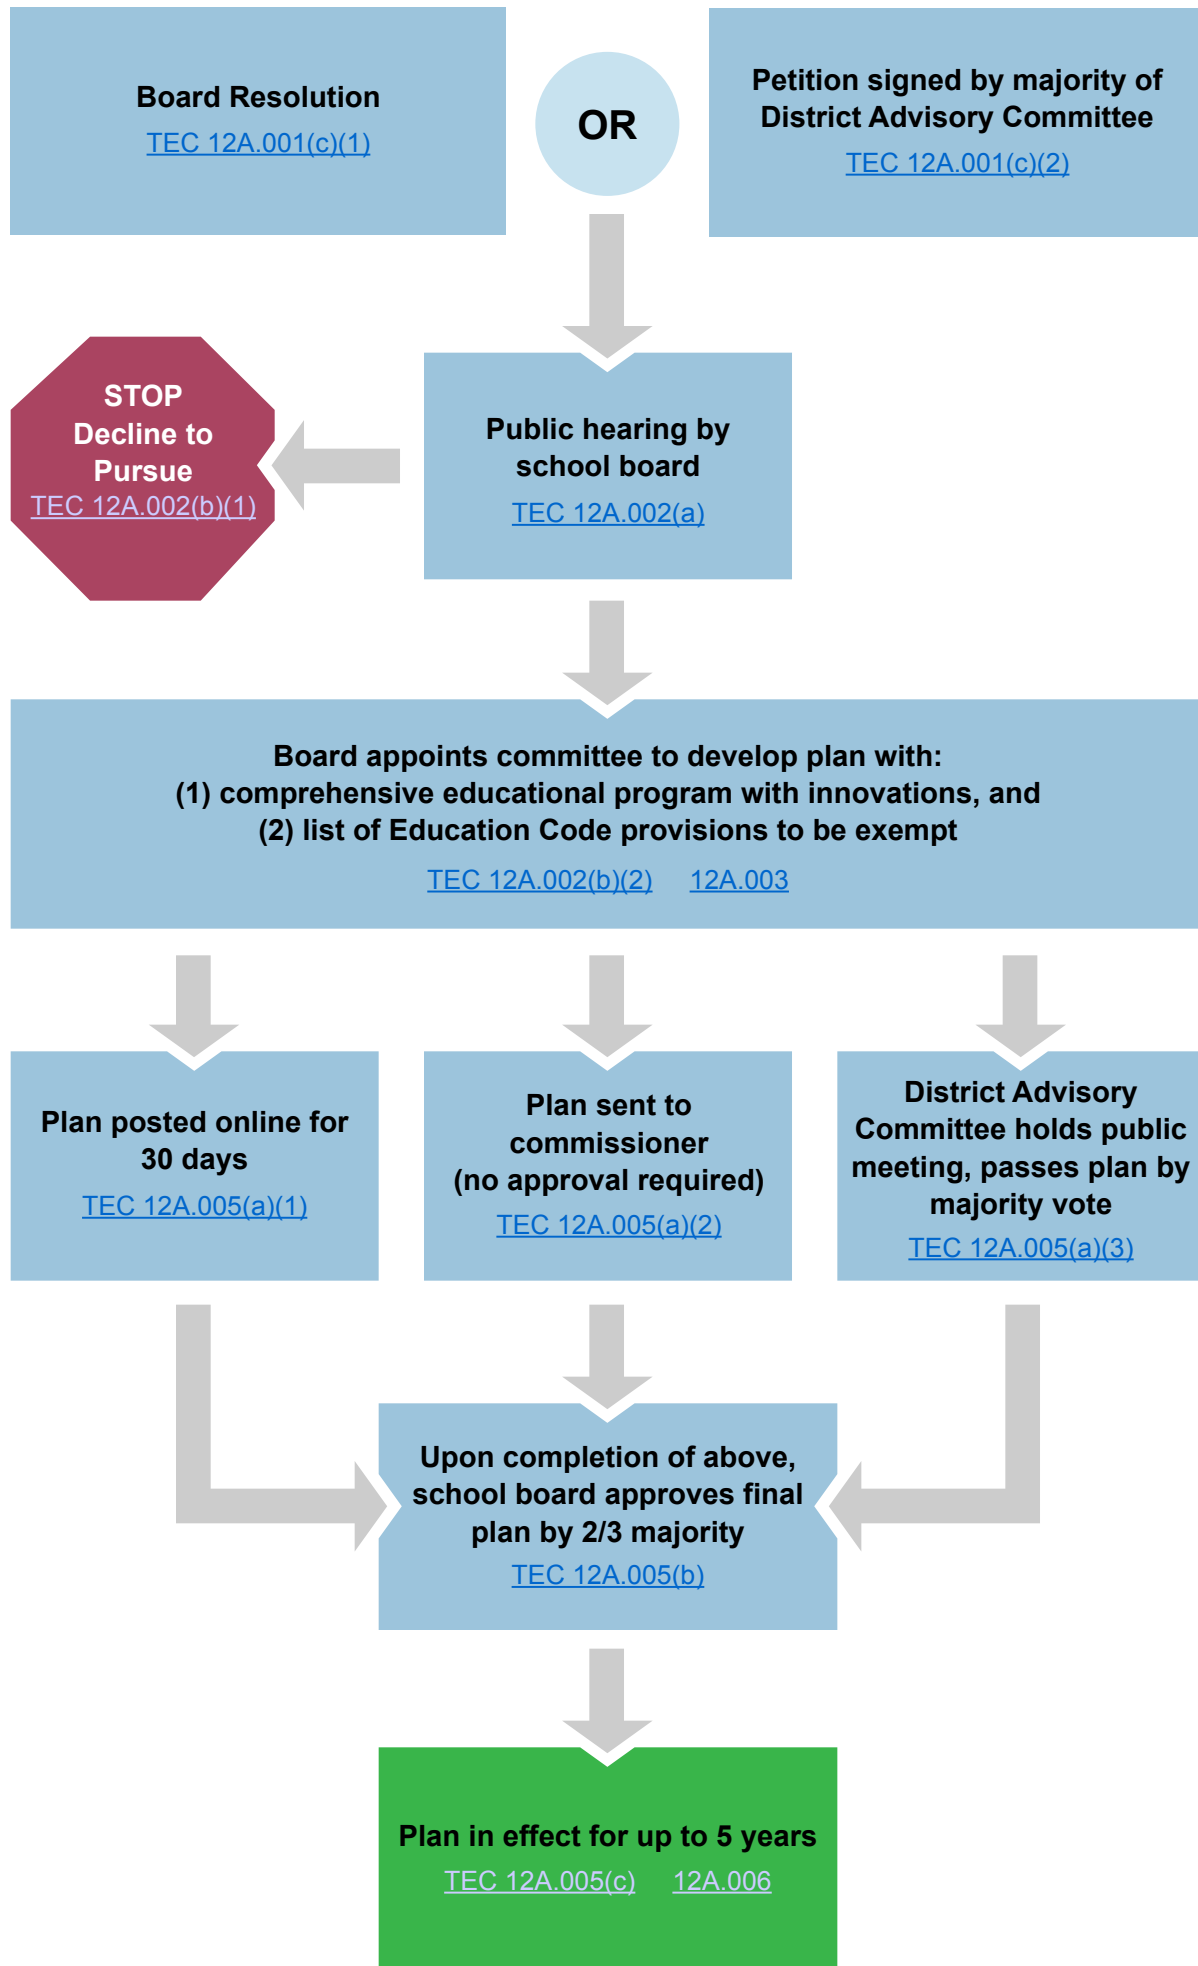 Board Resolution
TEC 12A.001(c)(1)
OR
Petition signed by majority of
District Advisory Committee
TEC 12A.001(c)(2)
STOP
Decline to
Pursue
TEC 12A.002(b)(1)
Public hearing by
school board
TEC 12A.002(a)
Board appoints committee to develop plan with:
(1) comprehensive educational program with innovations, and
(2) list of Education Code provisions to be exempt
TEC 12A.002(b)(2) 12A.003
Plan posted online for
30 days
TEC 12A.005(a)(1)
Plan sent to
commissioner
(no approval required)
TEC 12A.005(a)(2)
District Advisory
Committee holds public
meeting, passes plan by
majority vote
TEC 12A.005(a)(3)
Upon completion of above,
school board approves final
plan by 2/3 majority
TEC 12A.005(b)
Plan in effect for up to 5 years
TEC 12A.005(c) 12A.006